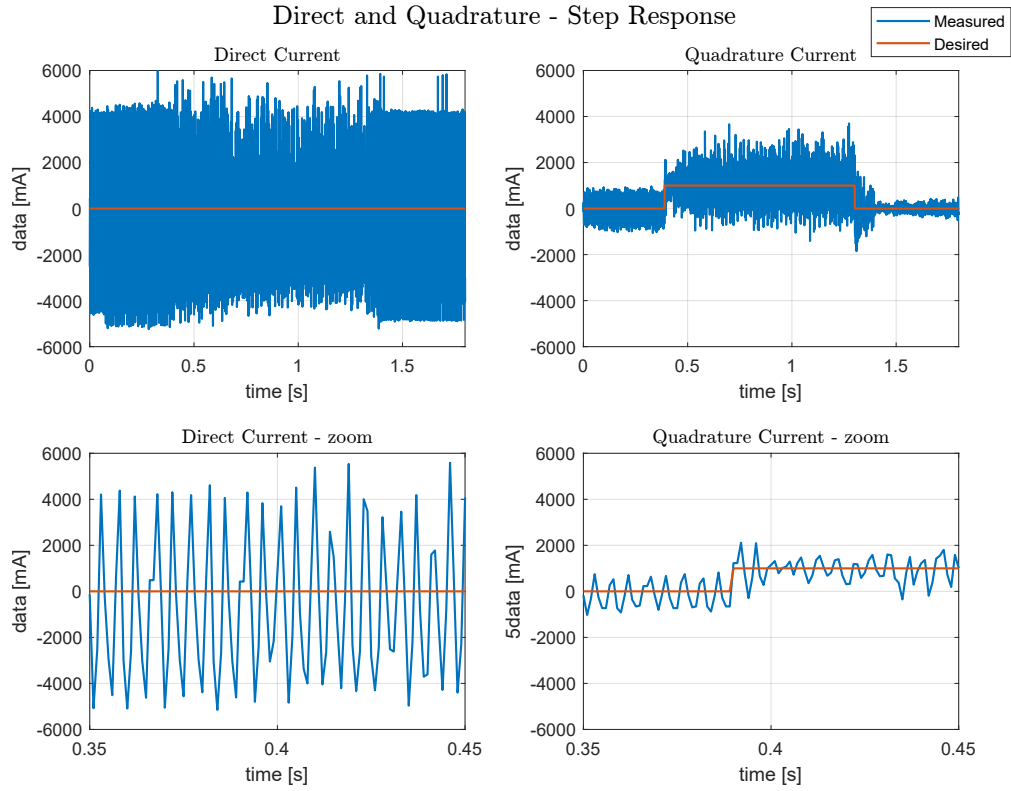 Direct and Quadrature - Step Response
Measured
Desired
Direct Current
6000
4000
2000
0
-2000
-4000
-6000
data [mA]
0 0.5 1 1.5
time [s]
Quadrature Current
6000
4000
2000
0
-2000
-4000
-6000
data [mA]
0 0.5 1 1.5
time [s]
Direct Current - zoom
6000
4000
2000
0
-2000
-4000
-6000
data [mA]
0.35 0.4 0.45
time [s]
Quadrature Current - zoom
6000
4000
2000
0
-2000
-4000
-6000
5data [mA]
0.35 0.4 0.45
time [s]